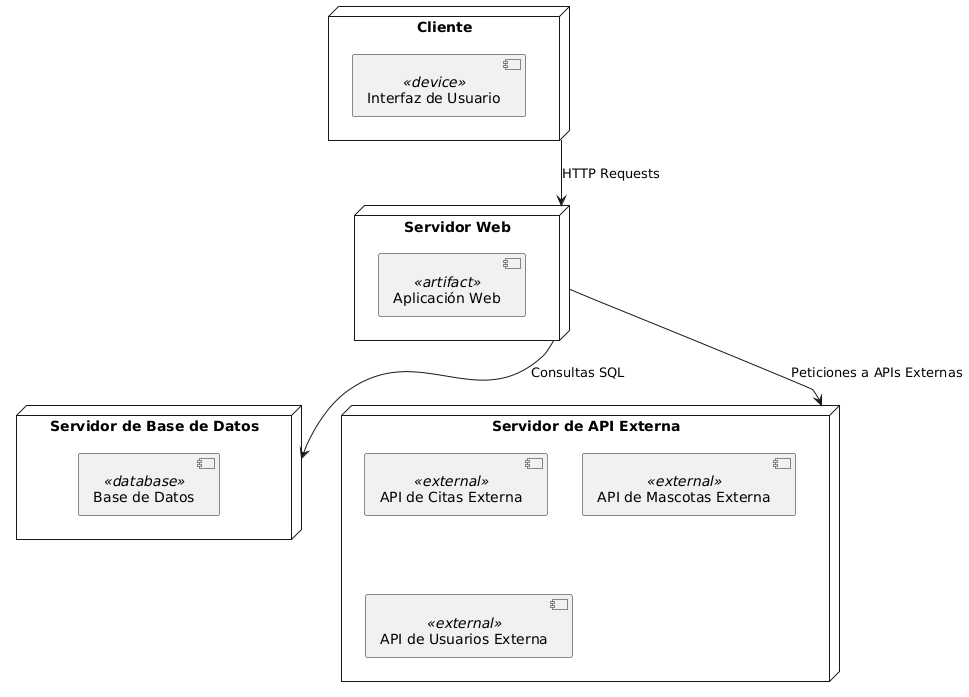 Cliente
«device»
Interfaz de Usuario
HTTP Requests
Servidor Web
«artifact»
Aplicación Web
Consultas SQL
Peticiones a APIs Externas
Servidor de Base de Datos
«database»
Base de Datos
Servidor de API Externa
«external»
API de Citas Externa
«external»
API de Mascotas Externa
«external»
API de Usuarios Externa